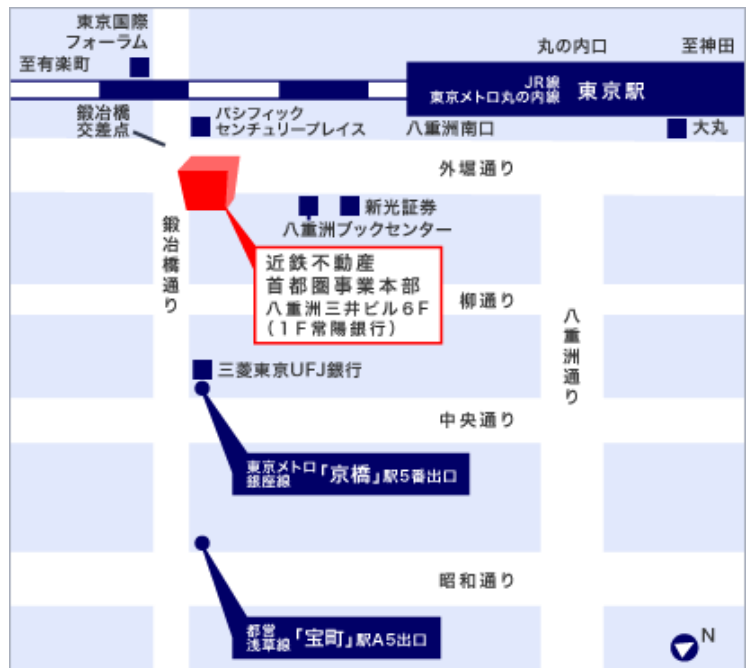 東京国際
フォーラム
至有楽町
丸の内口
至神田
JR線
東京メトロ丸の内線
東京駅
鍛冶橋
交差点
パシフィック
センチュリープレイス
八重洲南口
大丸
外堀通り
新光証券
八重洲ブックセンター
鍛冶橋通り
近鉄不動産
首都圏事業本部
八重洲三井ビル6F
(1F常陽銀行)
柳通り
八重洲通り
三菱東京UFJ銀行
中央通り
東京メトロ
銀座線
「京橋」駅5番出口
昭和通り
都営
浅草線
「宝町」駅A5出口
N